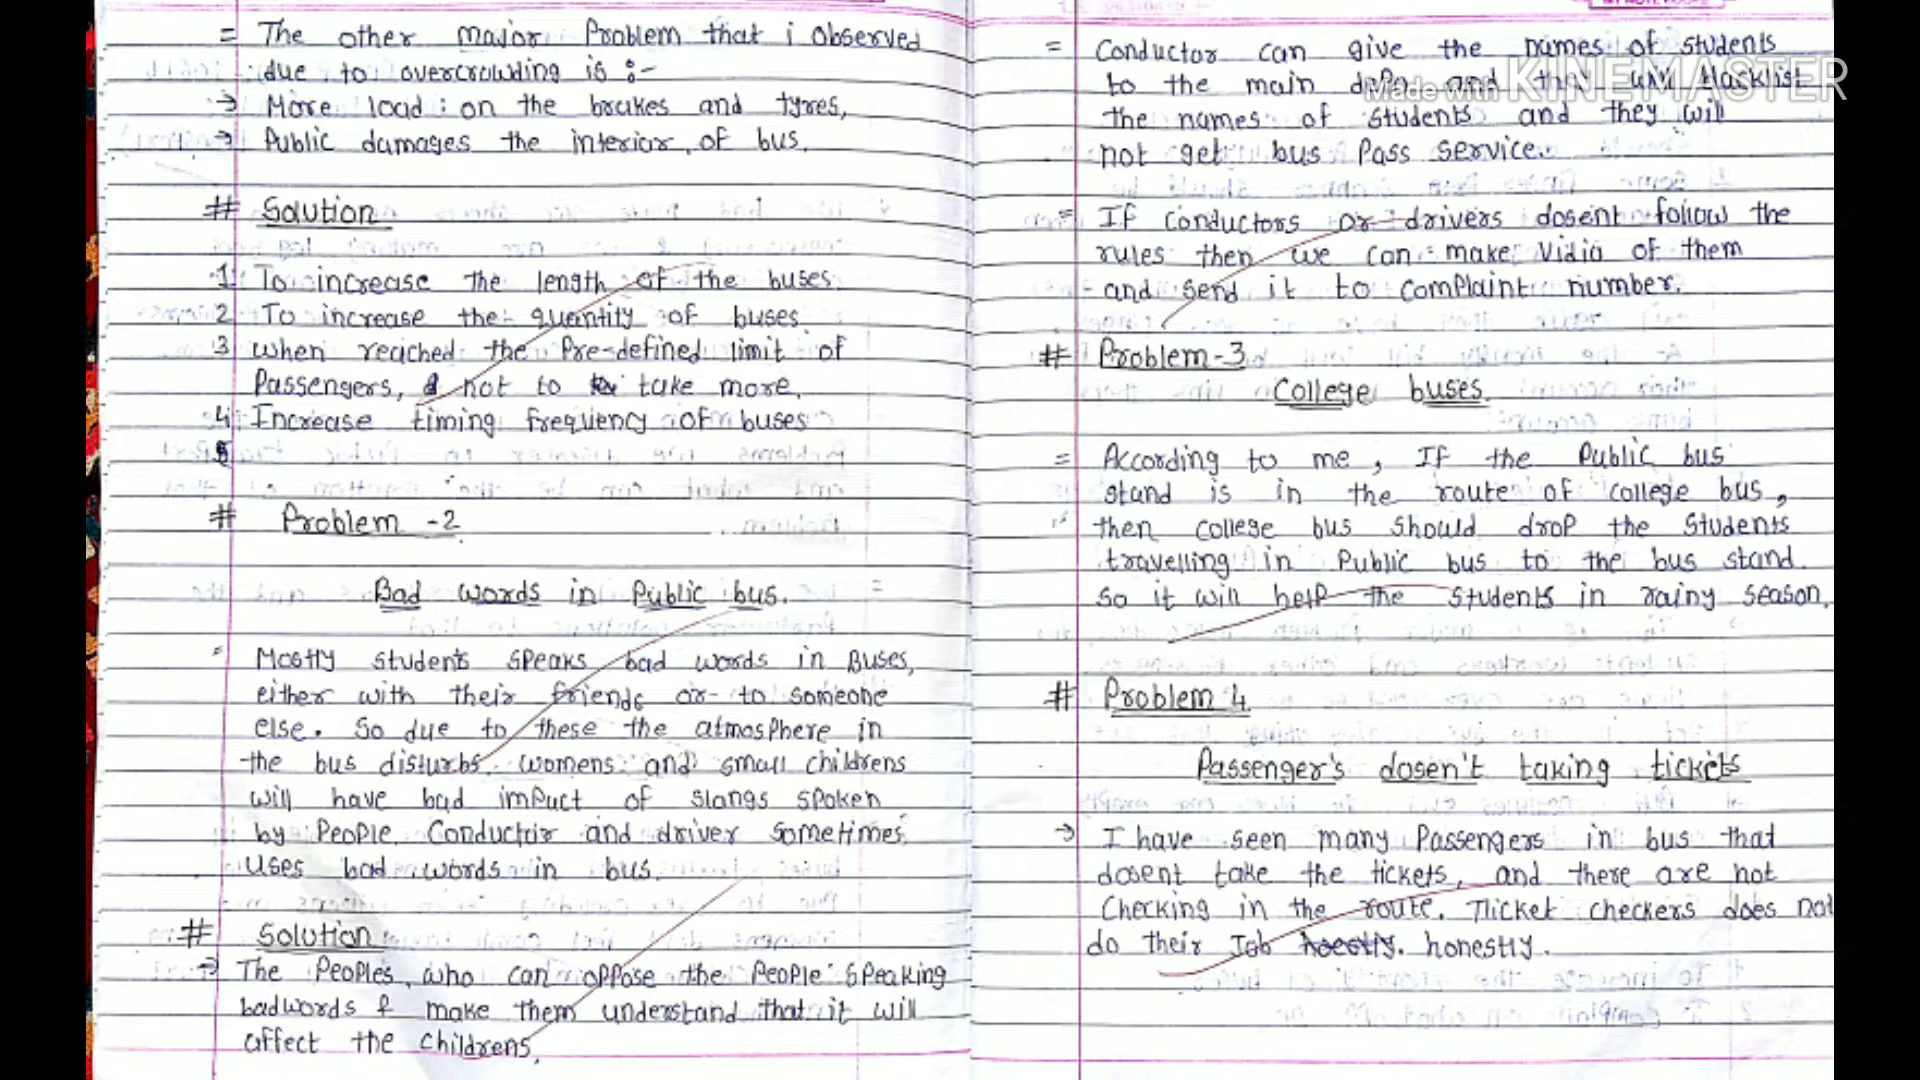 = The other major Problem that i observed
due to overcrowding is :-
→ More load on the brakes and tyres,
→ Public damages the interior of bus.
# Solution
1 To increase the length of the buses
2 To increase the quantity of buses
3 when reached the Pre-defined limit of
Passengers, not to take more.
4 Increase timing frequency of buses
5
# Problem -2
Bad words in Public bus.
= Mostly students speaks bad words in Buses,
either with their friends or to someone
else. So due to these the atmosphere in
the bus disturbs. womens and small childrens
will have bad impact of slangs spoken
by People. Conductor and driver sometimes
uses bad words in bus.
# Solution
→ The Peoples, who can oppose the People speaking
badwords & make them understand that it will
affect the childrens.
= Conductor can give the names of students
to the main and they will blacklist
the names of students and they will
not get bus Pass service.
= If conductors or drivers dosent follow the
rules then we can make vidio of them
and send it to complaint number.
# Problem-3
College buses.
= According to me, If the Public bus
stand is in the route of college bus,
then college bus should drop the students
travelling in Public bus to the bus stand.
so it will help the students in rainy season.
# Problem 4
Passenger's dosen't taking tickets
→ I have seen many Passengers in bus that
dosent take the tickets, and there are not
checking in the route. Ticket checkers does not
do their Job honestly.
Made with KINEMASTER